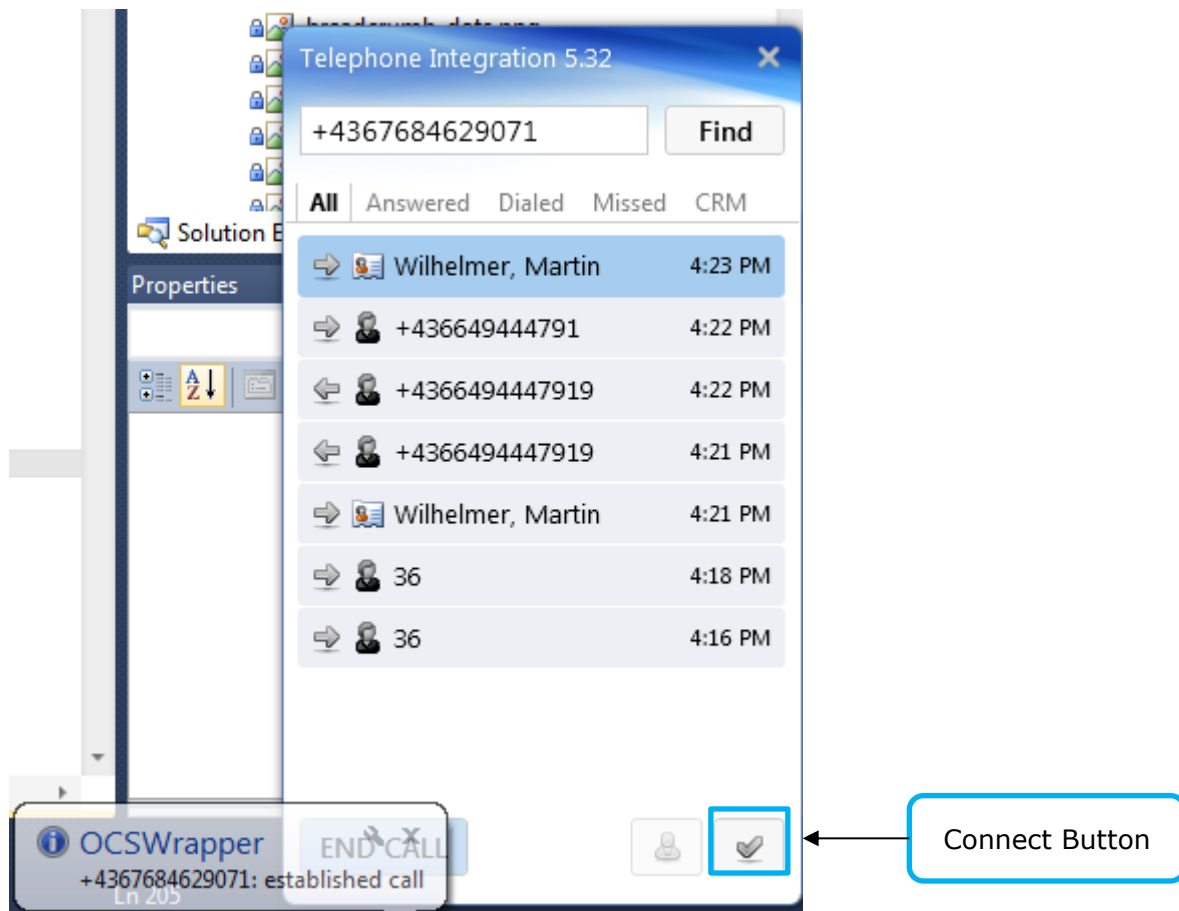 breadcrumb_dots.png
Telephone Integration 5.32
+4367684629071 Find
All Answered Dialed Missed CRM
Solution E
Wilhelmer, Martin 4:23 PM
Properties
+436649444791 4:22 PM
+4366494447919 4:22 PM
+4366494447919 4:21 PM
Wilhelmer, Martin 4:21 PM
36 4:18 PM
36 4:16 PM
OCSWrapper
END CALL
Connect Button
+4367684629071: established call
Ln 205